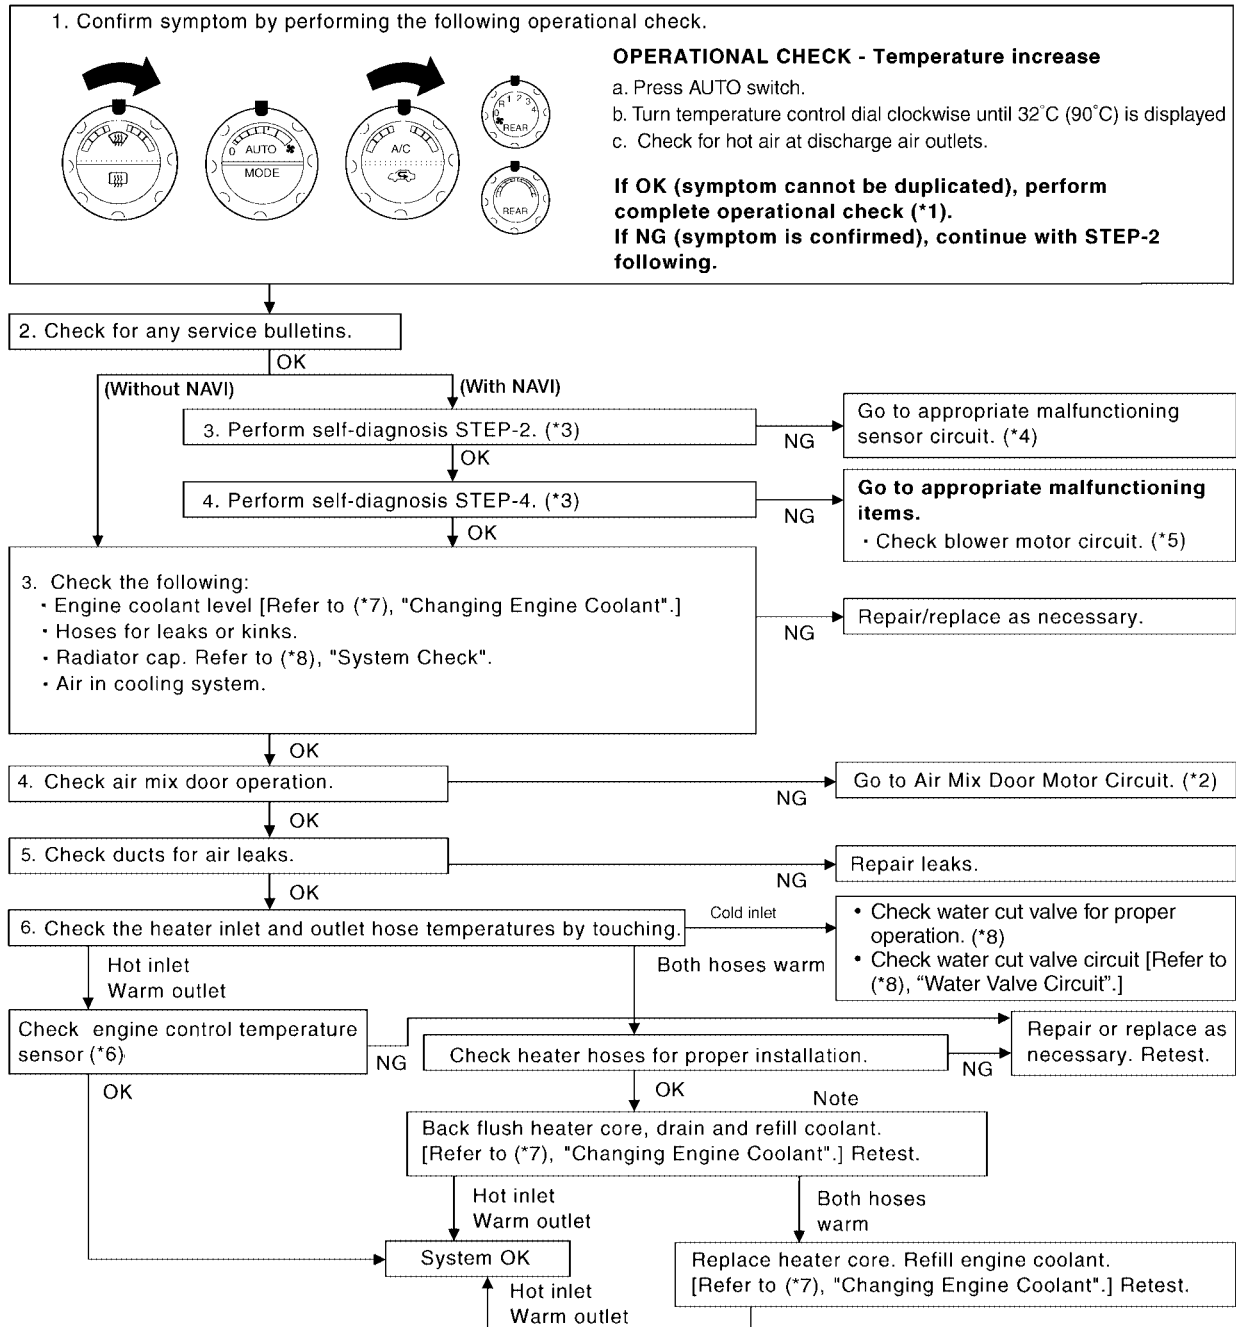 1. Confirm symptom by performing the following operational check.
OPERATIONAL CHECK - Temperature increase
a. Press AUTO switch.
b. Turn temperature control dial clockwise until 32°C (90°C) is displayed
c. Check for hot air at discharge air outlets.
If OK (symptom cannot be duplicated), perform
complete operational check (*1).
If NG (symptom is confirmed), continue with STEP-2
following.
0 AUTO
MODE
A/C
0 R 1 2 3 4
REAR
REAR
2. Check for any service bulletins.
OK
(Without NAVI)
(With NAVI)
3. Perform self-diagnosis STEP-2. (*3)
NG
Go to appropriate malfunctioning
sensor circuit. (*4)
OK
4. Perform self-diagnosis STEP-4. (*3)
NG
Go to appropriate malfunctioning
items.
· Check blower motor circuit. (*5)
OK
3. Check the following:
· Engine coolant level [Refer to (*7), "Changing Engine Coolant".]
· Hoses for leaks or kinks.
· Radiator cap. Refer to (*8), "System Check".
· Air in cooling system.
NG
Repair/replace as necessary.
OK
4. Check air mix door operation.
NG
Go to Air Mix Door Motor Circuit. (*2)
OK
5. Check ducts for air leaks.
NG
Repair leaks.
OK
6. Check the heater inlet and outlet hose temperatures by touching.
Cold inlet
• Check water cut valve for proper
operation. (*8)
• Check water cut valve circuit [Refer to
(*8), “Water Valve Circuit”.]
Hot inlet
Warm outlet
Both hoses warm
Check engine control temperature
sensor (*6)
NG
Check heater hoses for proper installation.
NG
Repair or replace as
necessary. Retest.
OK
OK
Note
Back flush heater core, drain and refill coolant.
[Refer to (*7), "Changing Engine Coolant".] Retest.
Hot inlet
Warm outlet
Both hoses
warm
System OK
Replace heater core. Refill engine coolant.
[Refer to (*7), "Changing Engine Coolant".] Retest.
Hot inlet
Warm outlet